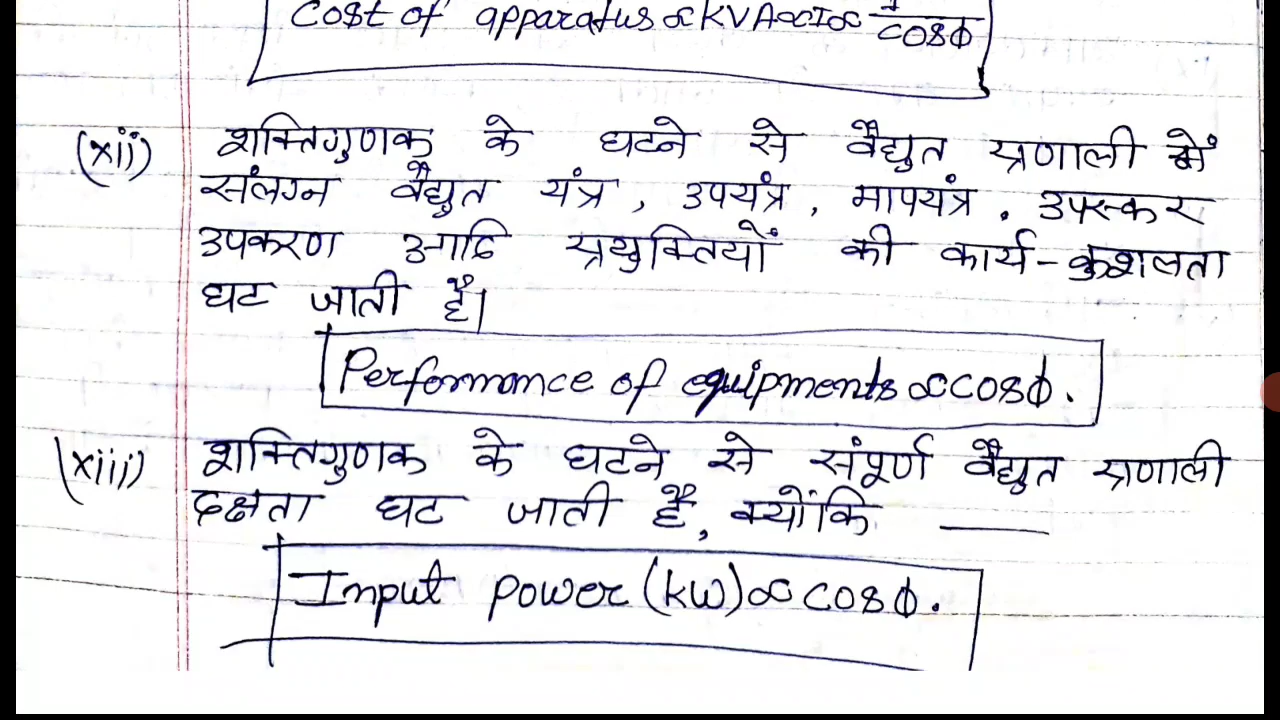 Cost of apparatus ∝ KVA ∝ I ∝ 1/cosϕ
(xii) शक्तिगुणक के घटने से वैद्युत प्रणाली में
संलग्न वैद्युत यंत्र, उपयंत्र, मापयंत्र, उपस्कर
उपकरण आदि प्रयुक्तियों की कार्य-कुशलता
घट जाती है।
Performance of equipments ∝ cosϕ.
(xiii) शक्तिगुणक के घटने से संपूर्ण वैद्युत प्रणाली
दक्षता घट जाती है, क्योंकि ———
Input power (kw) ∝ cosϕ.